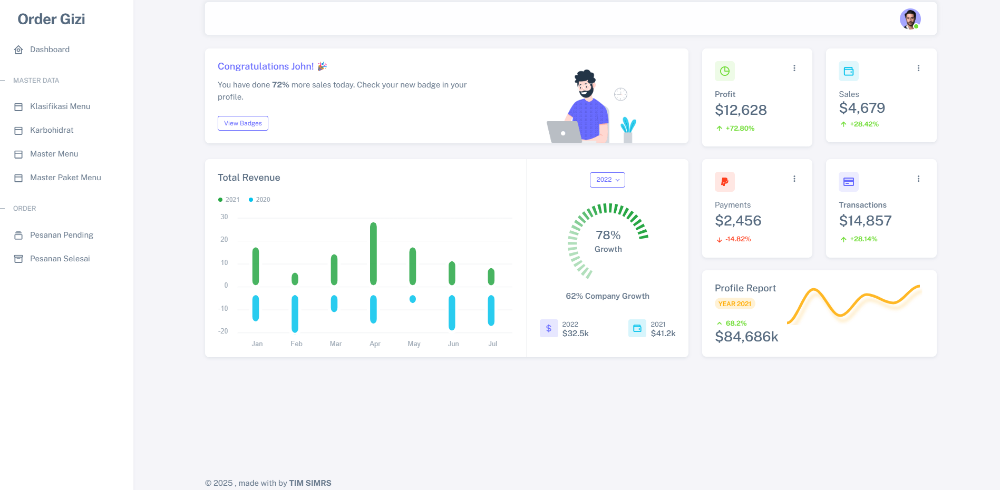 Order Gizi
Dashboard
MASTER DATA
Klasifikasi Menu
Karbohidrat
Master Menu
Master Paket Menu
ORDER
Pesanan Pending
Pesanan Selesai
Congratulations John! 🎉
You have done 72% more sales today. Check your new badge in your
profile.
View Badges
Profit
$12,628
+72.80%
Sales
$4,679
+28.42%
Total Revenue
2021
2020
30
20
10
0
-10
-20
Jan
Feb
Mar
Apr
May
Jun
Jul
2022
78%
Growth
62% Company Growth
$
2022
$32.5k
2021
$41.2k
Payments
$2,456
-14.82%
Transactions
$14,857
+28.14%
Profile Report
YEAR 2021
68.2%
$84,686k
© 2025 , made with by TIM SIMRS